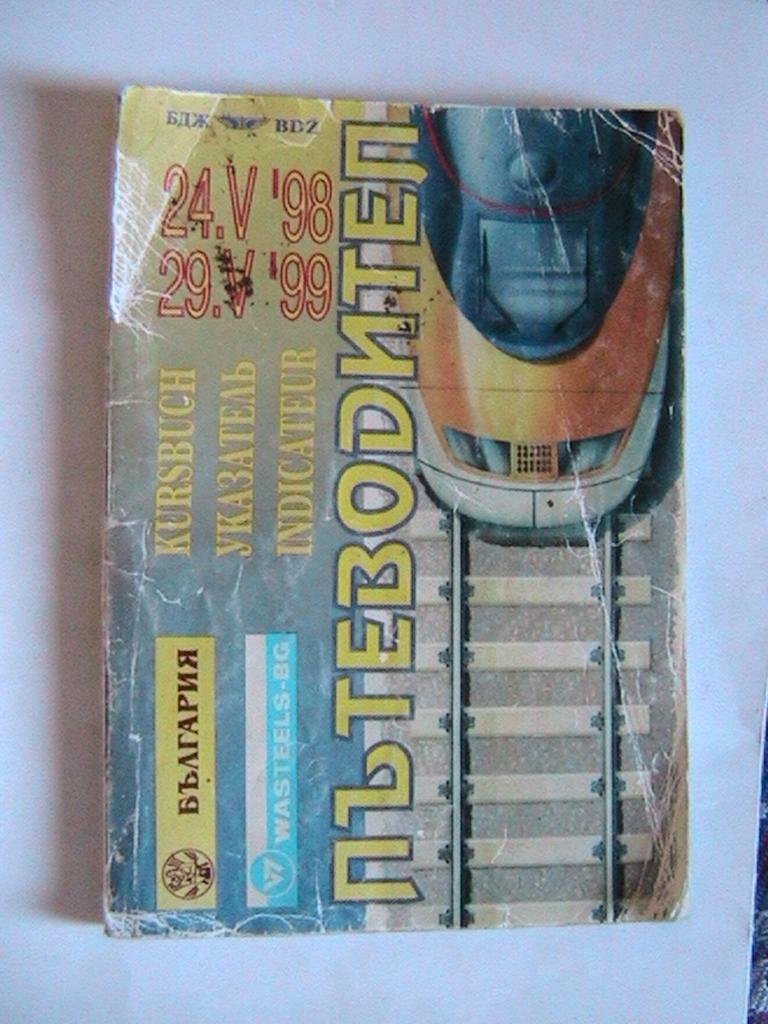 БДЖ BDZ
24.V '98
29.V '99
KURSBUCH
УКАЗАТЕЛЬ
INDICATEUR
ПЪТЕВОДИТЕЛ
БЪЛГАРИЯ
WASTEELS-BG